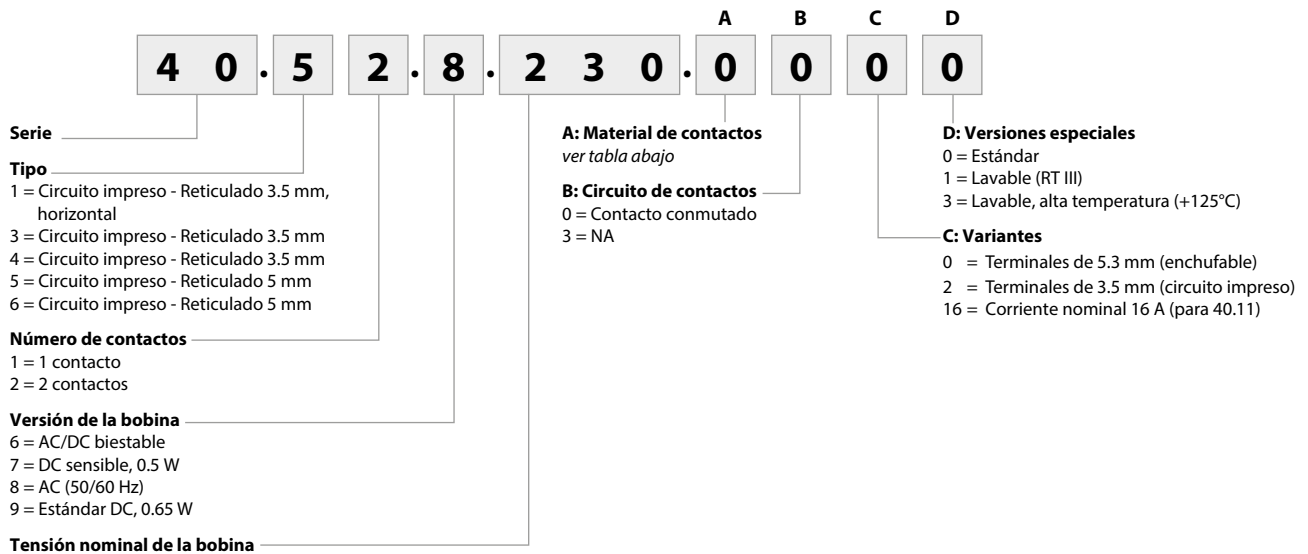 A B C D
4 0 . 5 2 . 8 . 2 3 0 . 0 0 0 0
Serie
Tipo
1 = Circuito impreso - Reticulado 3.5 mm,
horizontal
3 = Circuito impreso - Reticulado 3.5 mm
4 = Circuito impreso - Reticulado 3.5 mm
5 = Circuito impreso - Reticulado 5 mm
6 = Circuito impreso - Reticulado 5 mm
Número de contactos
1 = 1 contacto
2 = 2 contactos
Versión de la bobina
6 = AC/DC biestable
7 = DC sensible, 0.5 W
8 = AC (50/60 Hz)
9 = Estándar DC, 0.65 W
Tensión nominal de la bobina
A: Material de contactos
ver tabla abajo
B: Circuito de contactos
0 = Contacto conmutado
3 = NA
D: Versiones especiales
0 = Estándar
1 = Lavable (RT III)
3 = Lavable, alta temperatura (+125°C)
C: Variantes
0 = Terminales de 5.3 mm (enchufable)
2 = Terminales de 3.5 mm (circuito impreso)
16 = Corriente nominal 16 A (para 40.11)